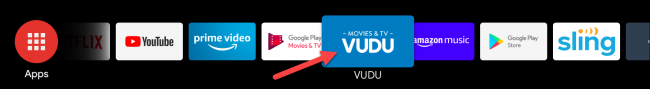 NETFLIX
YouTube
prime video
Google Play
Movies & TV
- MOVIES & TV -
VUDU
amazon music
Google Play
Store
sling
Apps
VUDU